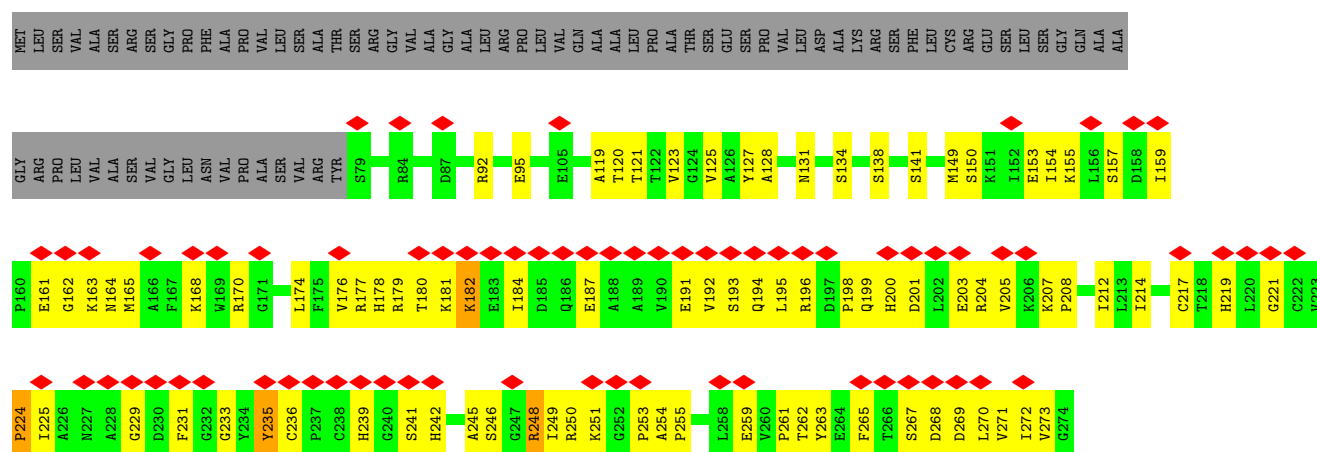 MET LEU SER VAL ALA SER ARG SER GLY PRO PHE ALA PRO VAL LEU SER ALA THR SER ARG GLY VAL ALA GLY ALA LEU ARG PRO LEU VAL GLN ALA ALA LEU PRO ALA THR SER GLU SER PRO VAL LEU ASP ALA LYS ARG SER PHE LEU CYS ARG GLU SER LEU SER GLY GLN ALA ALA
GLY ARG PRO LEU VAL ALA SER VAL GLY LEU ASN VAL PRO ALA SER VAL ARG TYR S79 R84 D87 R92 E95 E105 A119 T120 T121 T122 V123 G124 V125 A126 Y127 A128 N131 S134 S138 S141 M149 S150 K151 I152 E153 I154 K155 L156 S157 D158 I159
P160 E161 G162 K163 N164 M165 A166 F167 K168 W169 R170 G171 L174 F175 V176 R177 H178 R179 T180 K181 K182 E183 I184 D185 Q186 E187 A188 A189 V190 E191 V192 S193 Q194 L195 R196 D197 P198 Q199 H200 D201 L202 E203 R204 V205 K206 K207 P208 I212 L213 I214 C217 T218 H219 L220 G221 C222 V223
P224 I225 A226 N227 A228 G229 D230 F231 G232 G233 Y234 Y235 C236 P237 C238 H239 G240 S241 H242 A245 S246 G247 R248 I249 R250 K251 G252 P253 A254 P255 L258 E259 V260 P261 T262 Y263 E264 F265 T266 S267 D268 D269 L270 V271 I272 V273 G274